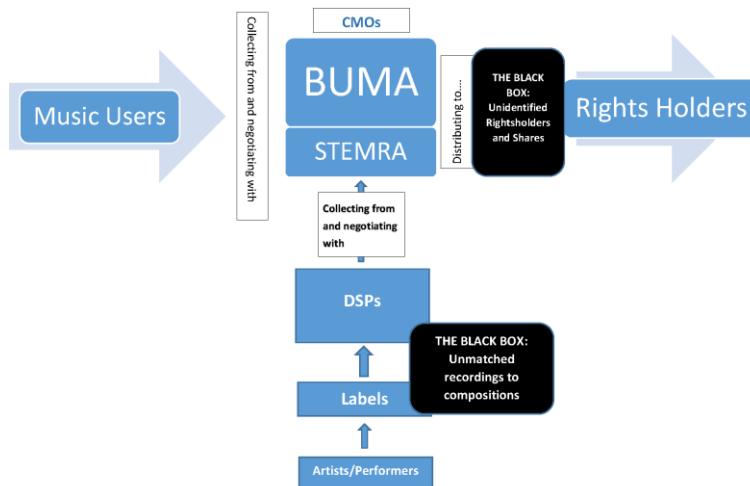 CMOs
Collecting from and negotiating with
Music Users
BUMA
STEMRA
Distributing to....
THE BLACK
BOX:
Unidentified
Rightsholders
and Shares
Rights Holders
Collecting from
and negotiating
with
DSPs
THE BLACK BOX:
Unmatched
recordings to
compositions
Labels
Artists/Performers